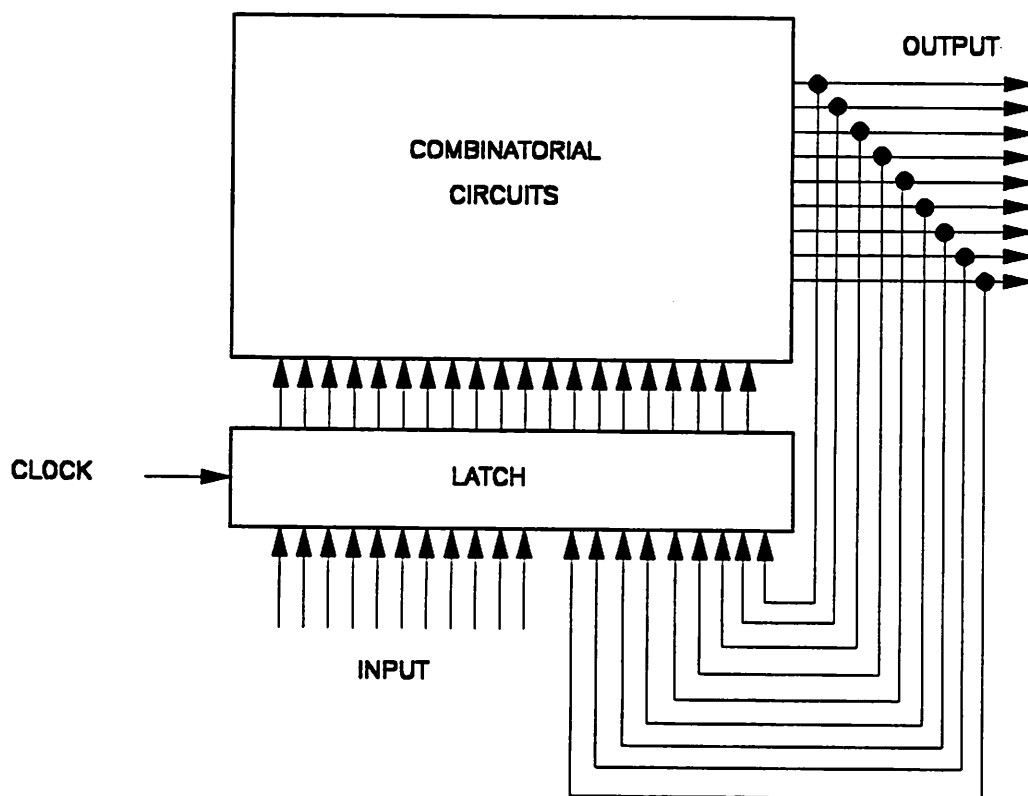 OUTPUT
COMBINATORIAL
CIRCUITS
CLOCK
LATCH
INPUT